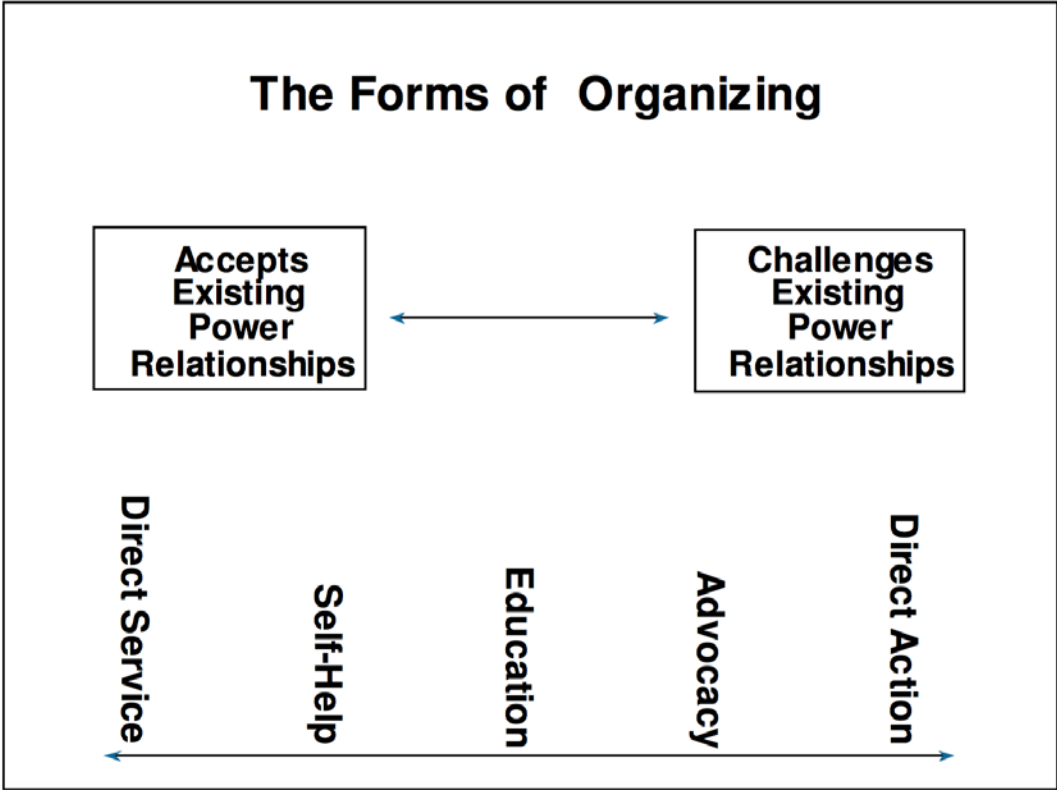 The Forms of Organizing
Accepts
Existing
Power
Relationships
Challenges
Existing
Power
Relationships
Direct Service
Self-Help
Education
Advocacy
Direct Action